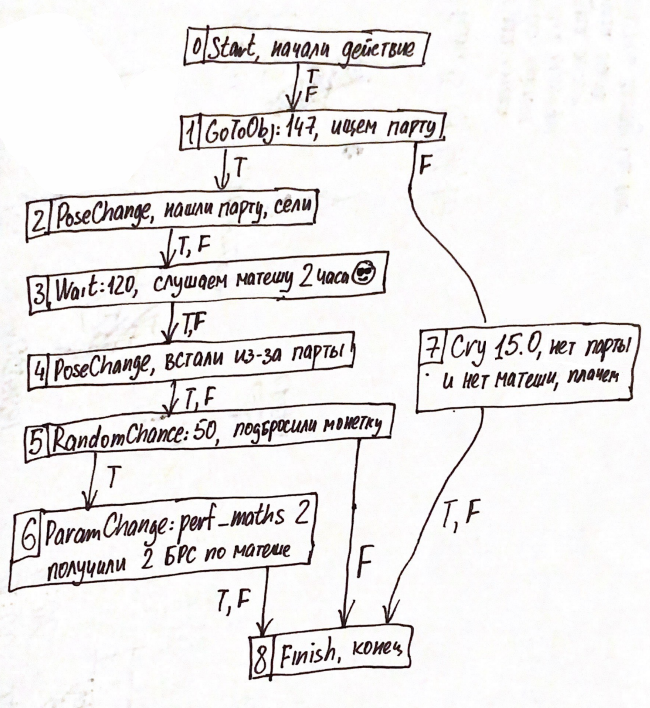 0 Start, начали действие
T
F
1 GoToObj: 147, ищем парту
T
F
2 PoseChange, нашли парту, сели
T, F
3 Wait: 120, слушаем матешу 2 часа 😎
T,F
4 PoseChange, встали из-за парты
T, F
7 Cry 15.0, нет парты
и нет матеши, плачем
5 RandomChance: 50, подбросили монетку
T
6 ParamChange: perf_maths 2
получили 2 БРС по матеше
F
T, F
T, F
8 Finish, конец